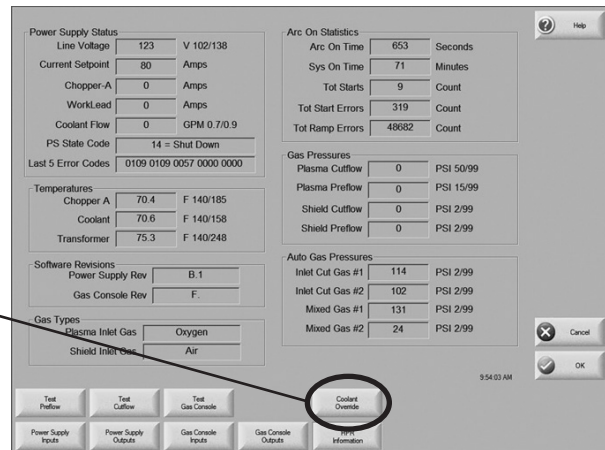 Power Supply Status
Line Voltage 123 V 102/138
Current Setpoint 80 Amps
Chopper-A 0 Amps
WorkLead 0 Amps
Coolant Flow 0 GPM 0.7/0.9
PS State Code 14 = Shut Down
Last 5 Error Codes 0109 0109 0057 0000 0000
Temperatures
Chopper A 70.4 F 140/185
Coolant 70.6 F 140/158
Transformer 75.3 F 140/248
Software Revisions
Power Supply Rev B.1
Gas Console Rev F.
Gas Types
Plasma Inlet Gas Oxygen
Shield Inlet Gas Air
Arc On Statistics
Arc On Time 653 Seconds
Sys On Time 71 Minutes
Tot Starts 9 Count
Tot Start Errors 319 Count
Tot Ramp Errors 48682 Count
Gas Pressures
Plasma Cutflow 0 PSI 50/99
Plasma Preflow 0 PSI 15/99
Shield Cutflow 0 PSI 2/99
Shield Preflow 0 PSI 2/99
Auto Gas Pressures
Inlet Cut Gas #1 114 PSI 2/99
Inlet Cut Gas #2 102 PSI 2/99
Mixed Gas #1 131 PSI 2/99
Mixed Gas #2 24 PSI 2/99
Help
Cancel
OK
9:54:03 AM
Test
Preflow
Test
Cutflow
Test
Gas Console
Coolant
Override
Power Supply
Inputs
Power Supply
Outputs
Gas Console
Inputs
Gas Console
Outputs
Information